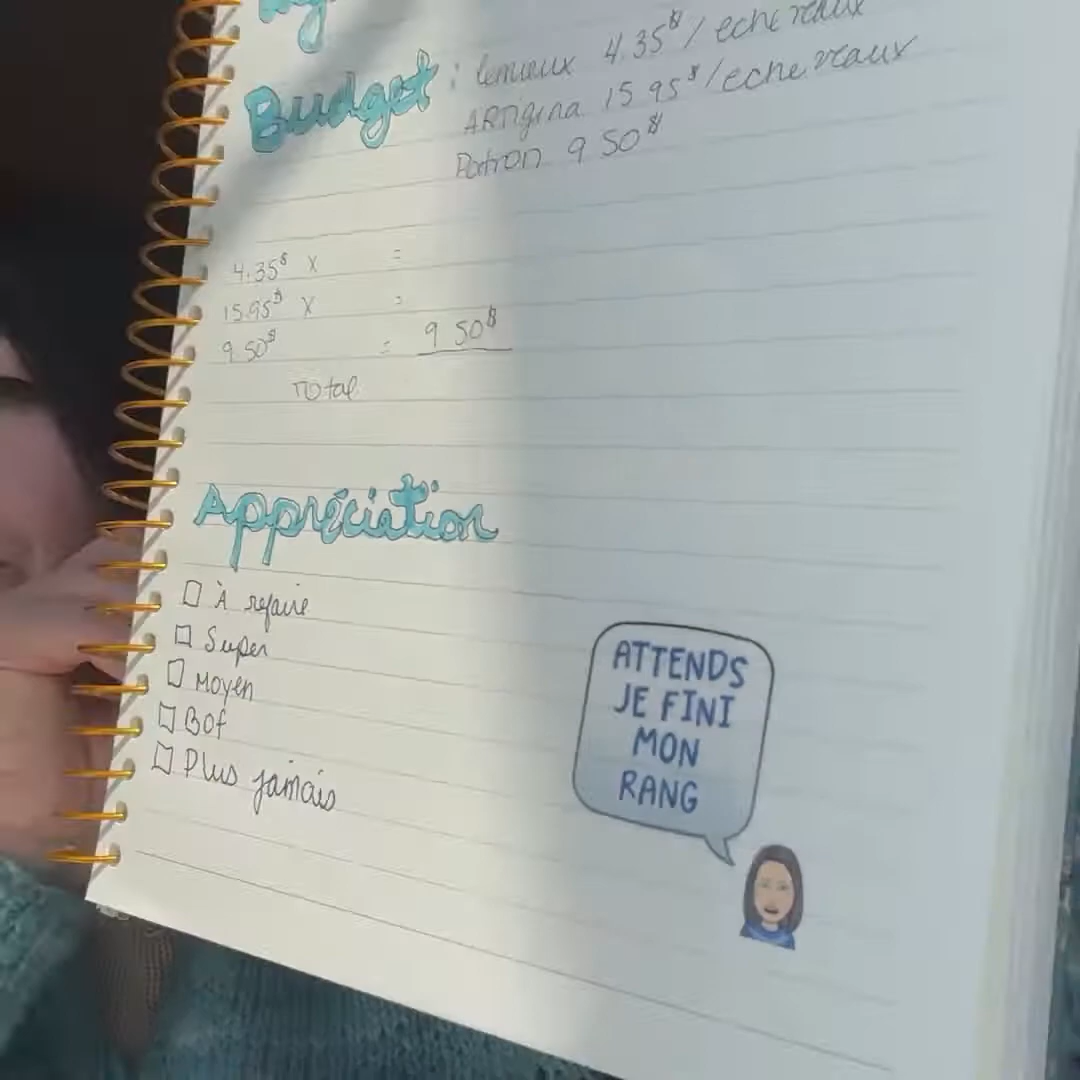 Budget : lemieux 4.35$ / echeveaux
ARTigina 15 95$ / echeveaux
Patron 9 50$
4.35$ x =
15.95$ x =
9 50$ = 9 50$
Total
Appréciation
À refaire
Super
Moyen
Bof
Plus jamais
ATTENDS
JE FINI
MON
RANG